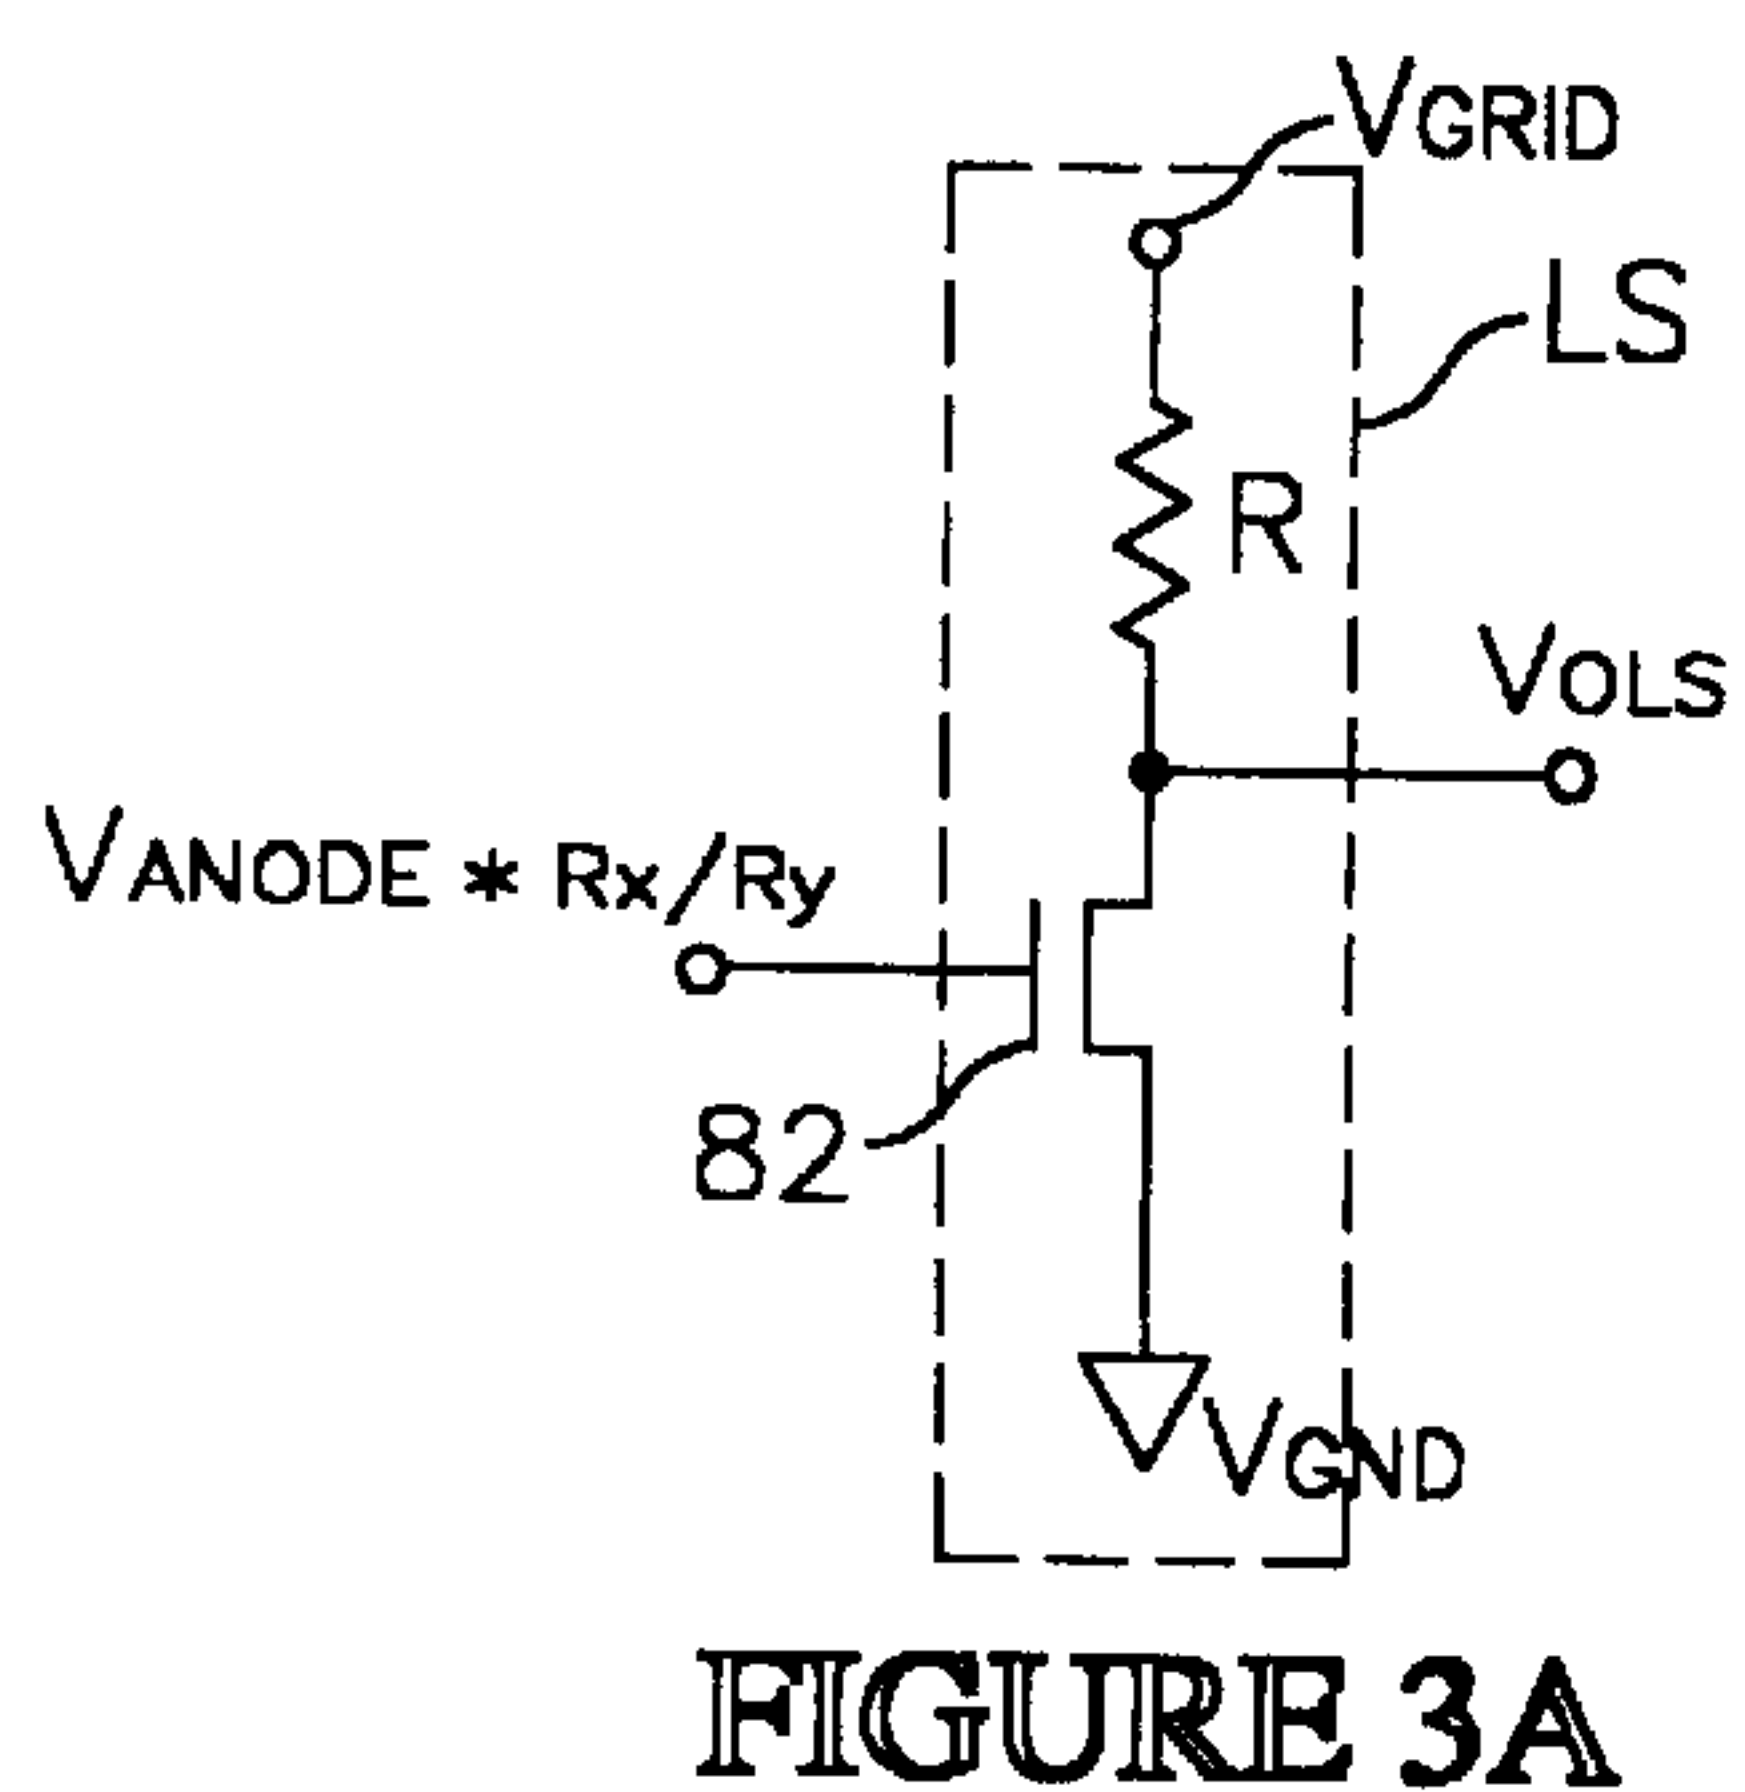 VGRID
LS
R
VOLS
VANODE * Rx/Ry
82
VGND
FIGURE 3A